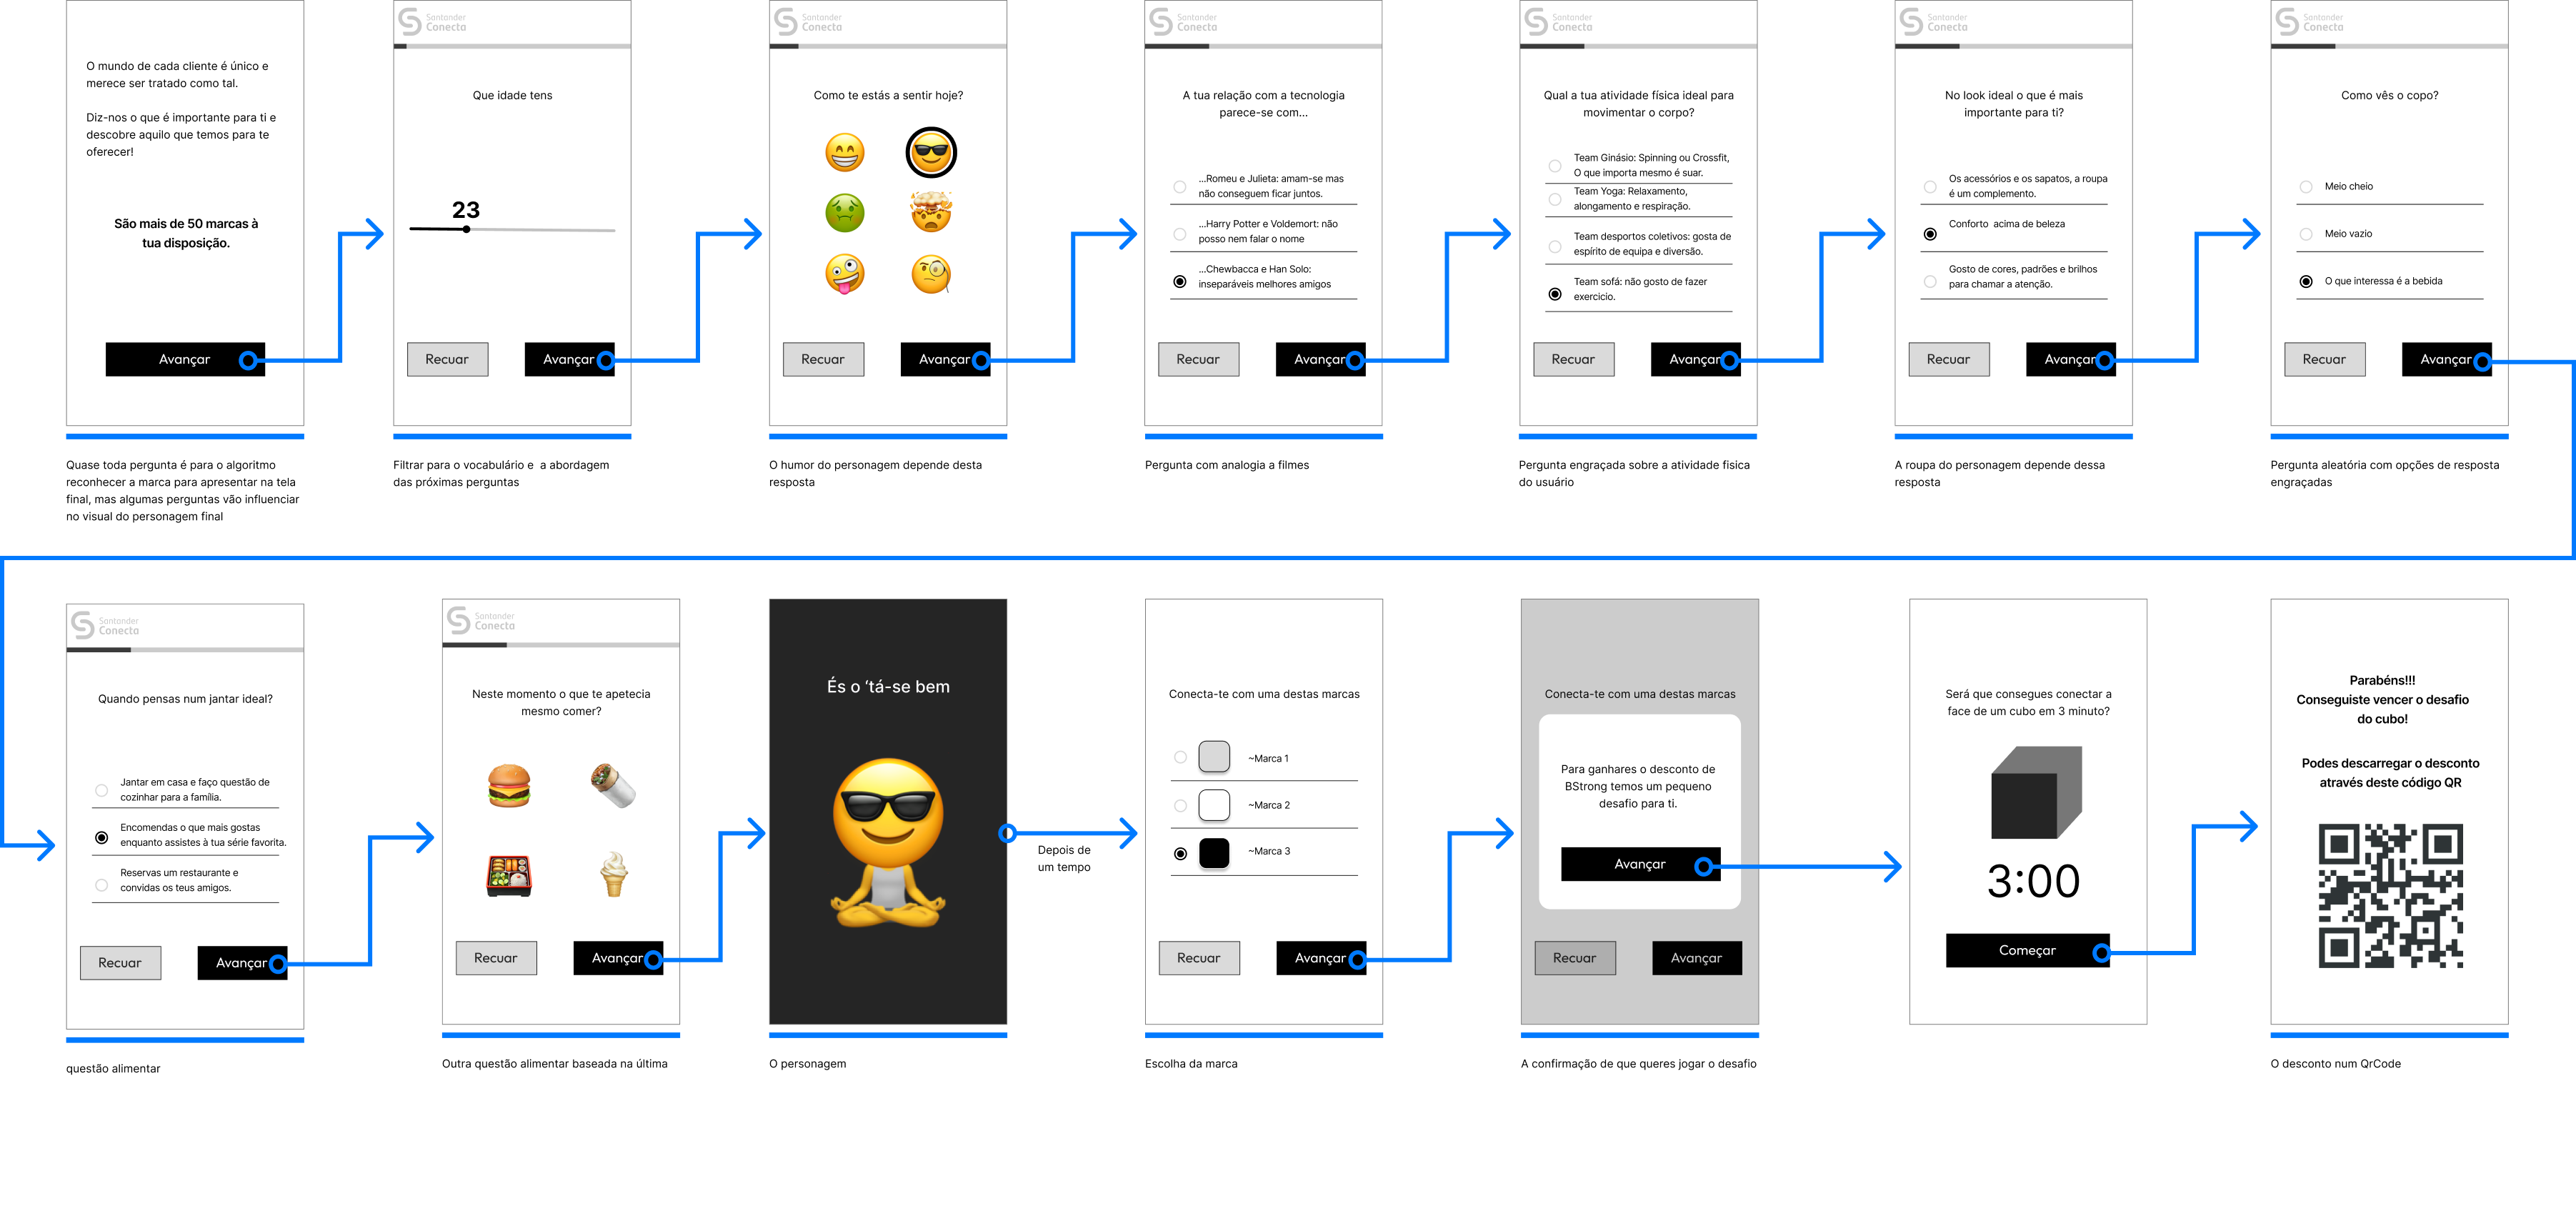 O mundo de cada cliente é único e
merece ser tratado como tal.
Diz-nos o que é importante para ti e
descobre aquilo que temos para te
oferecer!
São mais de 50 marcas à
tua disposição.
Avançar
Quase toda pergunta é para o algoritmo
reconhecer a marca para apresentar na tela
final, mas algumas perguntas vão influenciar
no visual do personagem final
Santander
Conecta
Que idade tens
23
Recuar
Avançar
Filtrar para o vocabulário e  a abordagem
das próximas perguntas
Santander
Conecta
Como te estás a sentir hoje?
Recuar
Avançar
O humor do personagem depende desta
resposta
Santander
Conecta
A tua relação com a tecnologia
parece-se com...
...Romeu e Julieta: amam-se mas
não conseguem ficar juntos.
...Harry Potter e Voldemort: não
posso nem falar o nome
...Chewbacca e Han Solo:
inseparáveis melhores amigos
Recuar
Avançar
Pergunta com analogia a filmes
Santander
Conecta
Qual a tua atividade física ideal para
movimentar o corpo?
Team Ginásio: Spinning ou Crossfit,
O que importa mesmo é suar.
Team Yoga: Relaxamento,
alongamento e respiração.
Team desportos coletivos: gosta de
espírito de equipa e diversão.
Team sofá: não gosto de fazer
exercicio.
Recuar
Avançar
Pergunta engraçada sobre a atividade fisica
do usuário
Santander
Conecta
No look ideal o que é mais
importante para ti?
Os acessórios e os sapatos, a roupa
é um complemento.
Conforto  acima de beleza
Gosto de cores, padrões e brilhos
para chamar a atenção.
Recuar
Avançar
A roupa do personagem depende dessa
resposta
Santander
Conecta
Como vês o copo?
Meio cheio
Meio vazio
O que interessa é a bebida
Recuar
Avançar
Pergunta aleatória com opções de resposta
engraçadas
Santander
Conecta
Quando pensas num jantar ideal?
Jantar em casa e faço questão de
cozinhar para a família.
Encomendas o que mais gostas
enquanto assistes à tua série favorita.
Reservas um restaurante e
convidas os teus amigos.
Recuar
Avançar
questão alimentar
Santander
Conecta
Neste momento o que te apetecia
mesmo comer?
Recuar
Avançar
Outra questão alimentar baseada na última
És o ‘tá-se bem
O personagem
Depois de
um tempo
Conecta-te com uma destas marcas
~Marca 1
~Marca 2
~Marca 3
Recuar
Avançar
Escolha da marca
Conecta-te com uma destas marcas
Para ganhares o desconto de
BStrong temos um pequeno
desafio para ti.
Avançar
Recuar
Avançar
A confirmação de que queres jogar o desafio
Será que consegues conectar a
face de um cubo em 3 minuto?
3:00
Começar
Parabéns!!!
Conseguiste vencer o desafio
do cubo!
Podes descarregar o desconto
através deste código QR
O desconto num QrCode